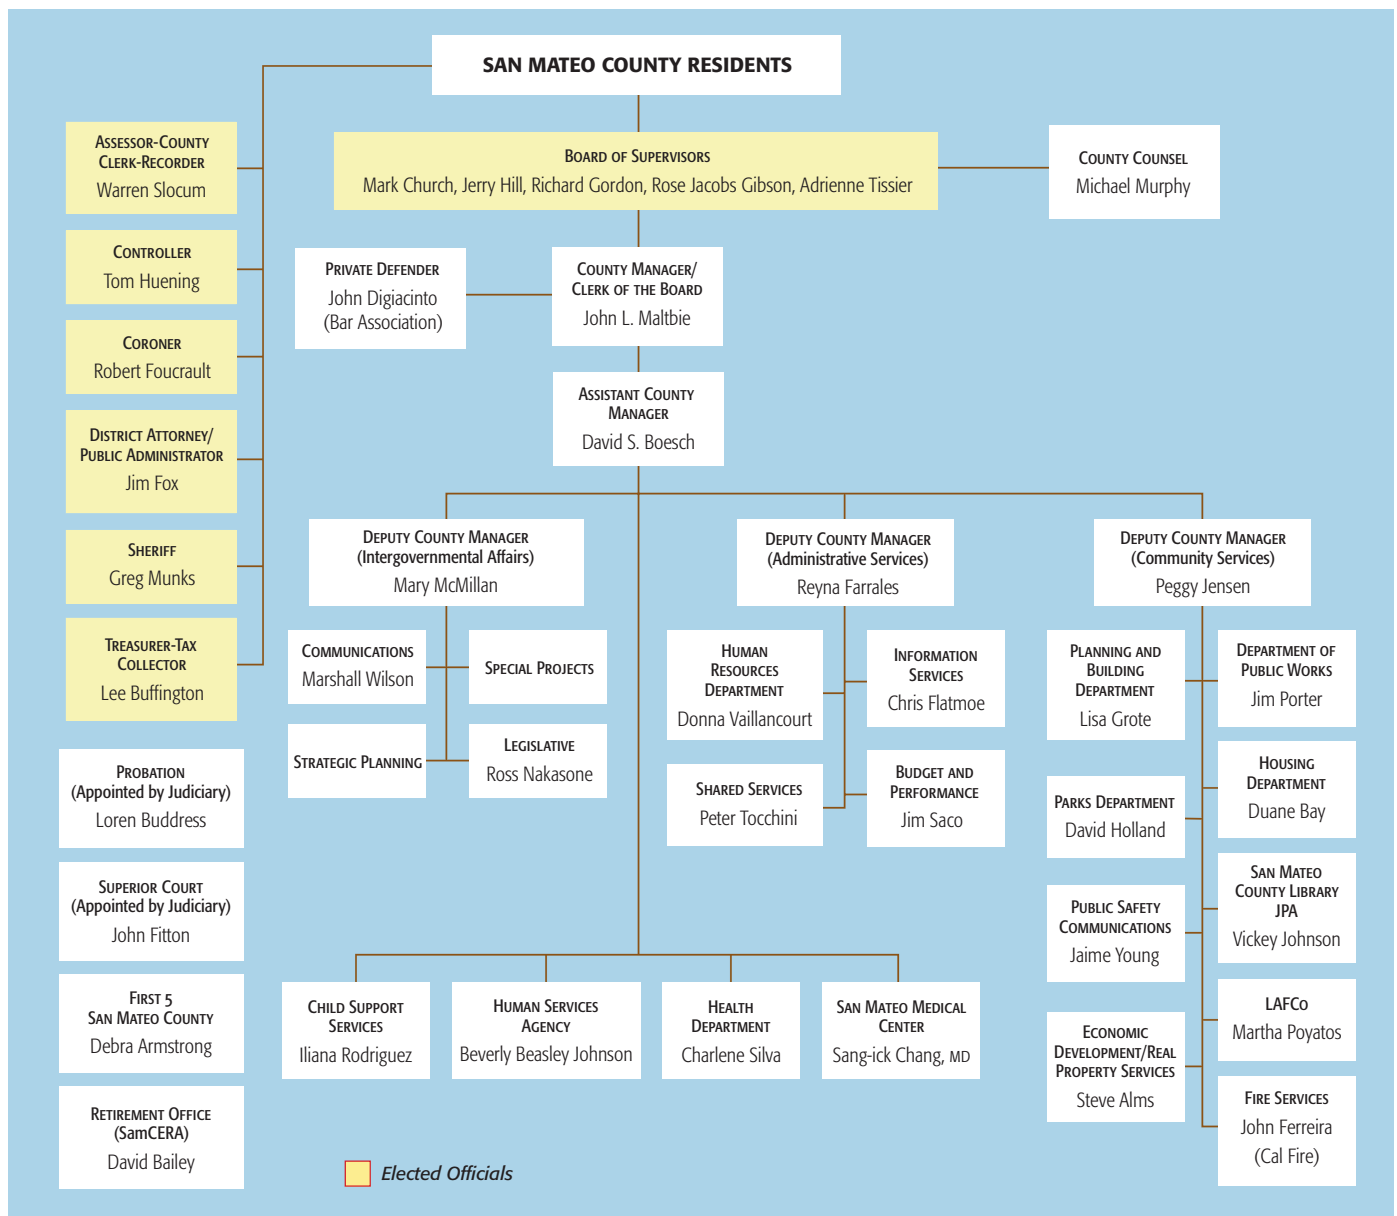 SAN MATEO COUNTY RESIDENTS
ASSESSOR-COUNTY
CLERK-RECORDER
Warren Slocum
CONTROLLER
Tom Huening
CORONER
Robert Foucrault
DISTRICT ATTORNEY/
PUBLIC ADMINISTRATOR
Jim Fox
SHERIFF
Greg Munks
TREASURER-TAX
COLLECTOR
Lee Buffington
PROBATION
(Appointed by Judiciary)
Loren Buddress
SUPERIOR COURT
(Appointed by Judiciary)
John Fitton
FIRST 5
SAN MATEO COUNTY
Debra Armstrong
RETIREMENT OFFICE
(SamCERA)
David Bailey
BOARD OF SUPERVISORS
Mark Church, Jerry Hill, Richard Gordon, Rose Jacobs Gibson, Adrienne Tissier
COUNTY COUNSEL
Michael Murphy
PRIVATE DEFENDER
John Digiacinto
(Bar Association)
COUNTY MANAGER/
CLERK OF THE BOARD
John L. Maltbie
ASSISTANT COUNTY
MANAGER
David S. Boesch
DEPUTY COUNTY MANAGER
(Intergovernmental Affairs)
Mary McMillan
COMMUNICATIONS
Marshall Wilson
SPECIAL PROJECTS
STRATEGIC PLANNING
LEGISLATIVE
Ross Nakasone
DEPUTY COUNTY MANAGER
(Administrative Services)
Reyna Farrales
HUMAN
RESOURCES
DEPARTMENT
Donna Vaillancourt
INFORMATION
SERVICES
Chris Flatmoe
SHARED SERVICES
Peter Tocchini
BUDGET AND
PERFORMANCE
Jim Saco
DEPUTY COUNTY MANAGER
(Community Services)
Peggy Jensen
PLANNING AND
BUILDING
DEPARTMENT
Lisa Grote
DEPARTMENT OF
PUBLIC WORKS
Jim Porter
HOUSING
DEPARTMENT
Duane Bay
PARKS DEPARTMENT
David Holland
SAN MATEO
COUNTY LIBRARY
JPA
Vickey Johnson
PUBLIC SAFETY
COMMUNICATIONS
Jaime Young
LAFCO
Martha Poyatos
ECONOMIC
DEVELOPMENT/REAL
PROPERTY SERVICES
Steve Alms
FIRE SERVICES
John Ferreira
(Cal Fire)
CHILD SUPPORT
SERVICES
Iliana Rodriguez
HUMAN SERVICES
AGENCY
Beverly Beasley Johnson
HEALTH
DEPARTMENT
Charlene Silva
SAN MATEO MEDICAL
CENTER
Sang-ick Chang, MD
Elected Officials